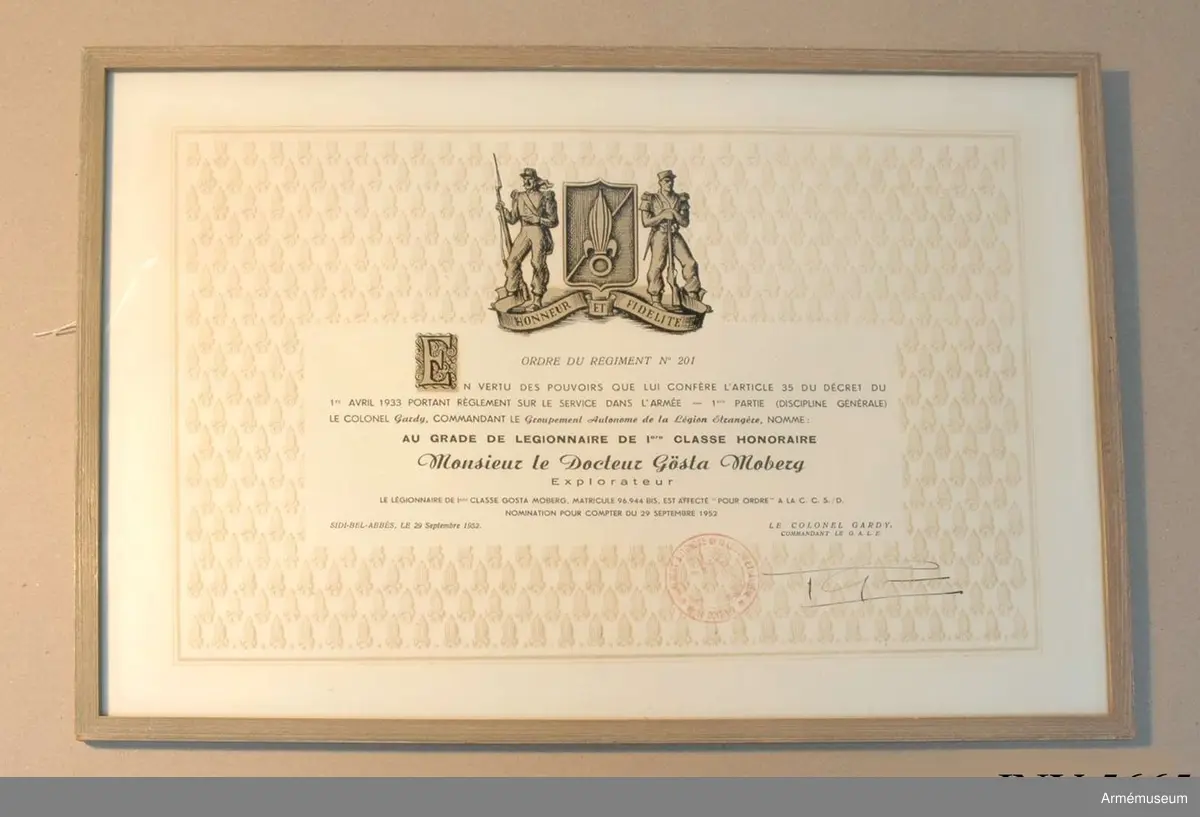 HONNEUR ET FIDELITE
ORDRE DU RÉGIMENT N° 201
EN VERTU DES POUVOIRS QUE LUI CONFÈRE L'ARTICLE 35 DU DÉCRET DU
1er AVRIL 1933 PORTANT RÈGLEMENT SUR LE SERVICE DANS L'ARMÉE — 1ère PARTIE (DISCIPLINE GÉNÉRALE)
LE COLONEL Gardy, COMMANDANT LE Groupement Autonome de la Légion Etrangère, NOMME:
AU GRADE DE LEGIONNAIRE DE 1ère CLASSE HONORAIRE
Monsieur le Docteur Gösta Moberg
Explorateur
LE LÉGIONNAIRE DE 1ère CLASSE GOSTA MOBERG, MATRICULE 96.944 BIS, EST AFFECTÉ "POUR ORDRE" A LA C. C. S. /D.
NOMINATION POUR COMPTER DU 29 SEPTEMBRE 1952
SIDI-BEL-ABBÈS, LE 29 Septembre 1952.
LE COLONEL GARDY,
COMMANDANT LE G. A. L. E.
Armémuseum